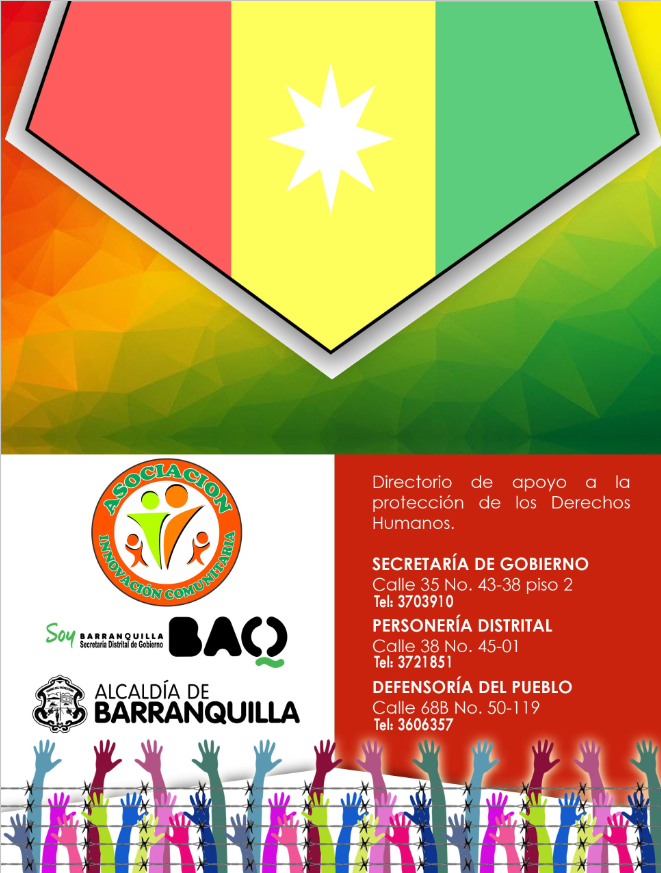 ASOCIACION
INNOVACIÓN COMUNITARIA
Soy BARRANQUILLA
Secretaría Distrital de Gobierno
BAQ
ALCALDÍA DE
BARRANQUILLA
Directorio de apoyo a la
protección de los Derechos
Humanos.
SECRETARÍA DE GOBIERNO
Calle 35 No. 43-38 piso 2
Tel: 3703910
PERSONERÍA DISTRITAL
Calle 38 No. 45-01
Tel: 3721851
DEFENSORÍA DEL PUEBLO
Calle 68B No. 50-119
Tel: 3606357